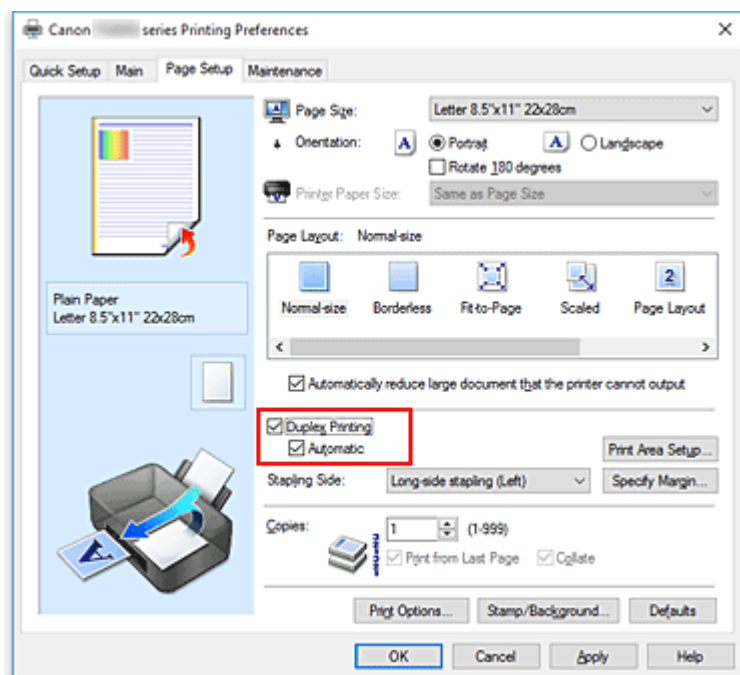 Canon series Printing Preferences
Quick Setup Main Page Setup Maintenance
Page Size: Letter 8.5"x11" 22x28cm
Orientation: A Portrait A Landscape
Rotate 180 degrees
Printer Paper Size: Same as Page Size
Page Layout: Normal-size
2
Normal-size Borderless Fit-to-Page Scaled Page Layout
Plain Paper
Letter 8.5"x11" 22x28cm
Automatically reduce large document that the printer cannot output
Duplex Printing
Automatic
Print Area Setup...
Stapling Side: Long-side stapling (Left) Specify Margin...
Copies: 1 (1-999)
Print from Last Page Collate
A
Print Options... Stamp/Background... Defaults
OK Cancel Apply Help